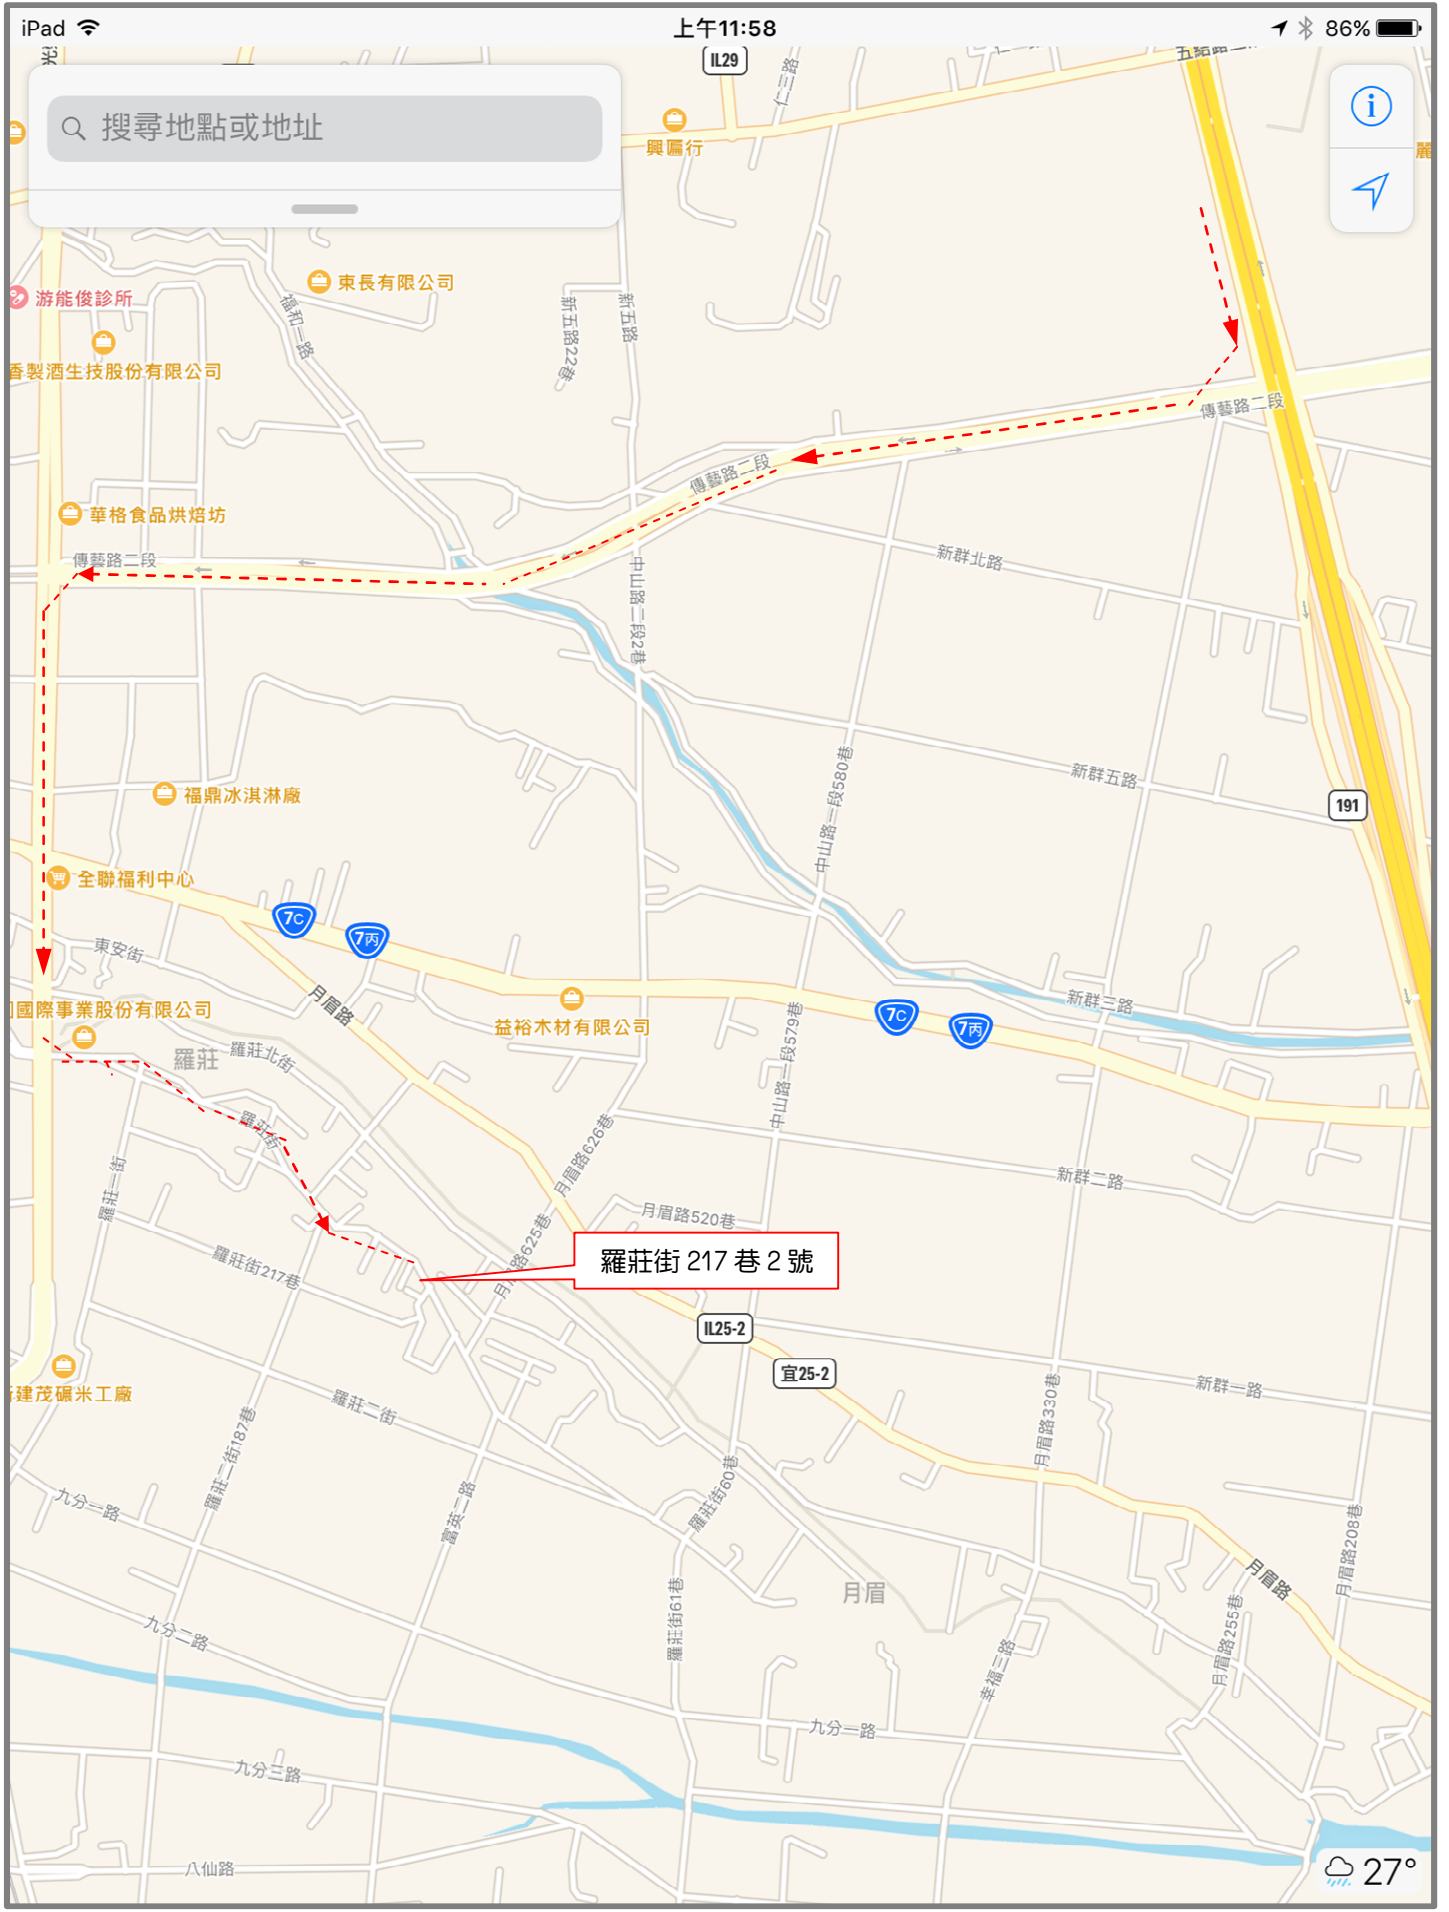 iPad
上午11:58
86%
IL29
仁三路
搜尋地點或地址
興匾行
東長有限公司
游能俊診所
福和一路
新五路22巷
新五路
香製酒生技股份有限公司
傳藝路二段
傳藝路二段
華格食品烘焙坊
傳藝路二段
新群北路
中山路二段2巷
新群五路
中山路一段580巷
福鼎冰淇淋廠
191
全聯福利中心
7C
7丙
東安街
月眉路
國際事業股份有限公司
益裕木材有限公司
7C
7丙
新群三路
羅莊
羅莊北街
中山路一段579巷
羅莊街
月眉路626巷
新群二路
羅莊一街
月眉路520巷
月眉路625巷
羅莊街217巷
羅莊街 217 巷 2 號
IL25-2
宜25-2
新群一路
建茂碾米工廠
羅莊二街
月眉路330巷
羅莊二街187巷
九分一路
富英二路
羅莊街60巷
月眉路208巷
月眉路
月眉
羅莊街61巷
月眉路255巷
九分二路
幸福二路
九分一路
九分三路
八仙路
27°